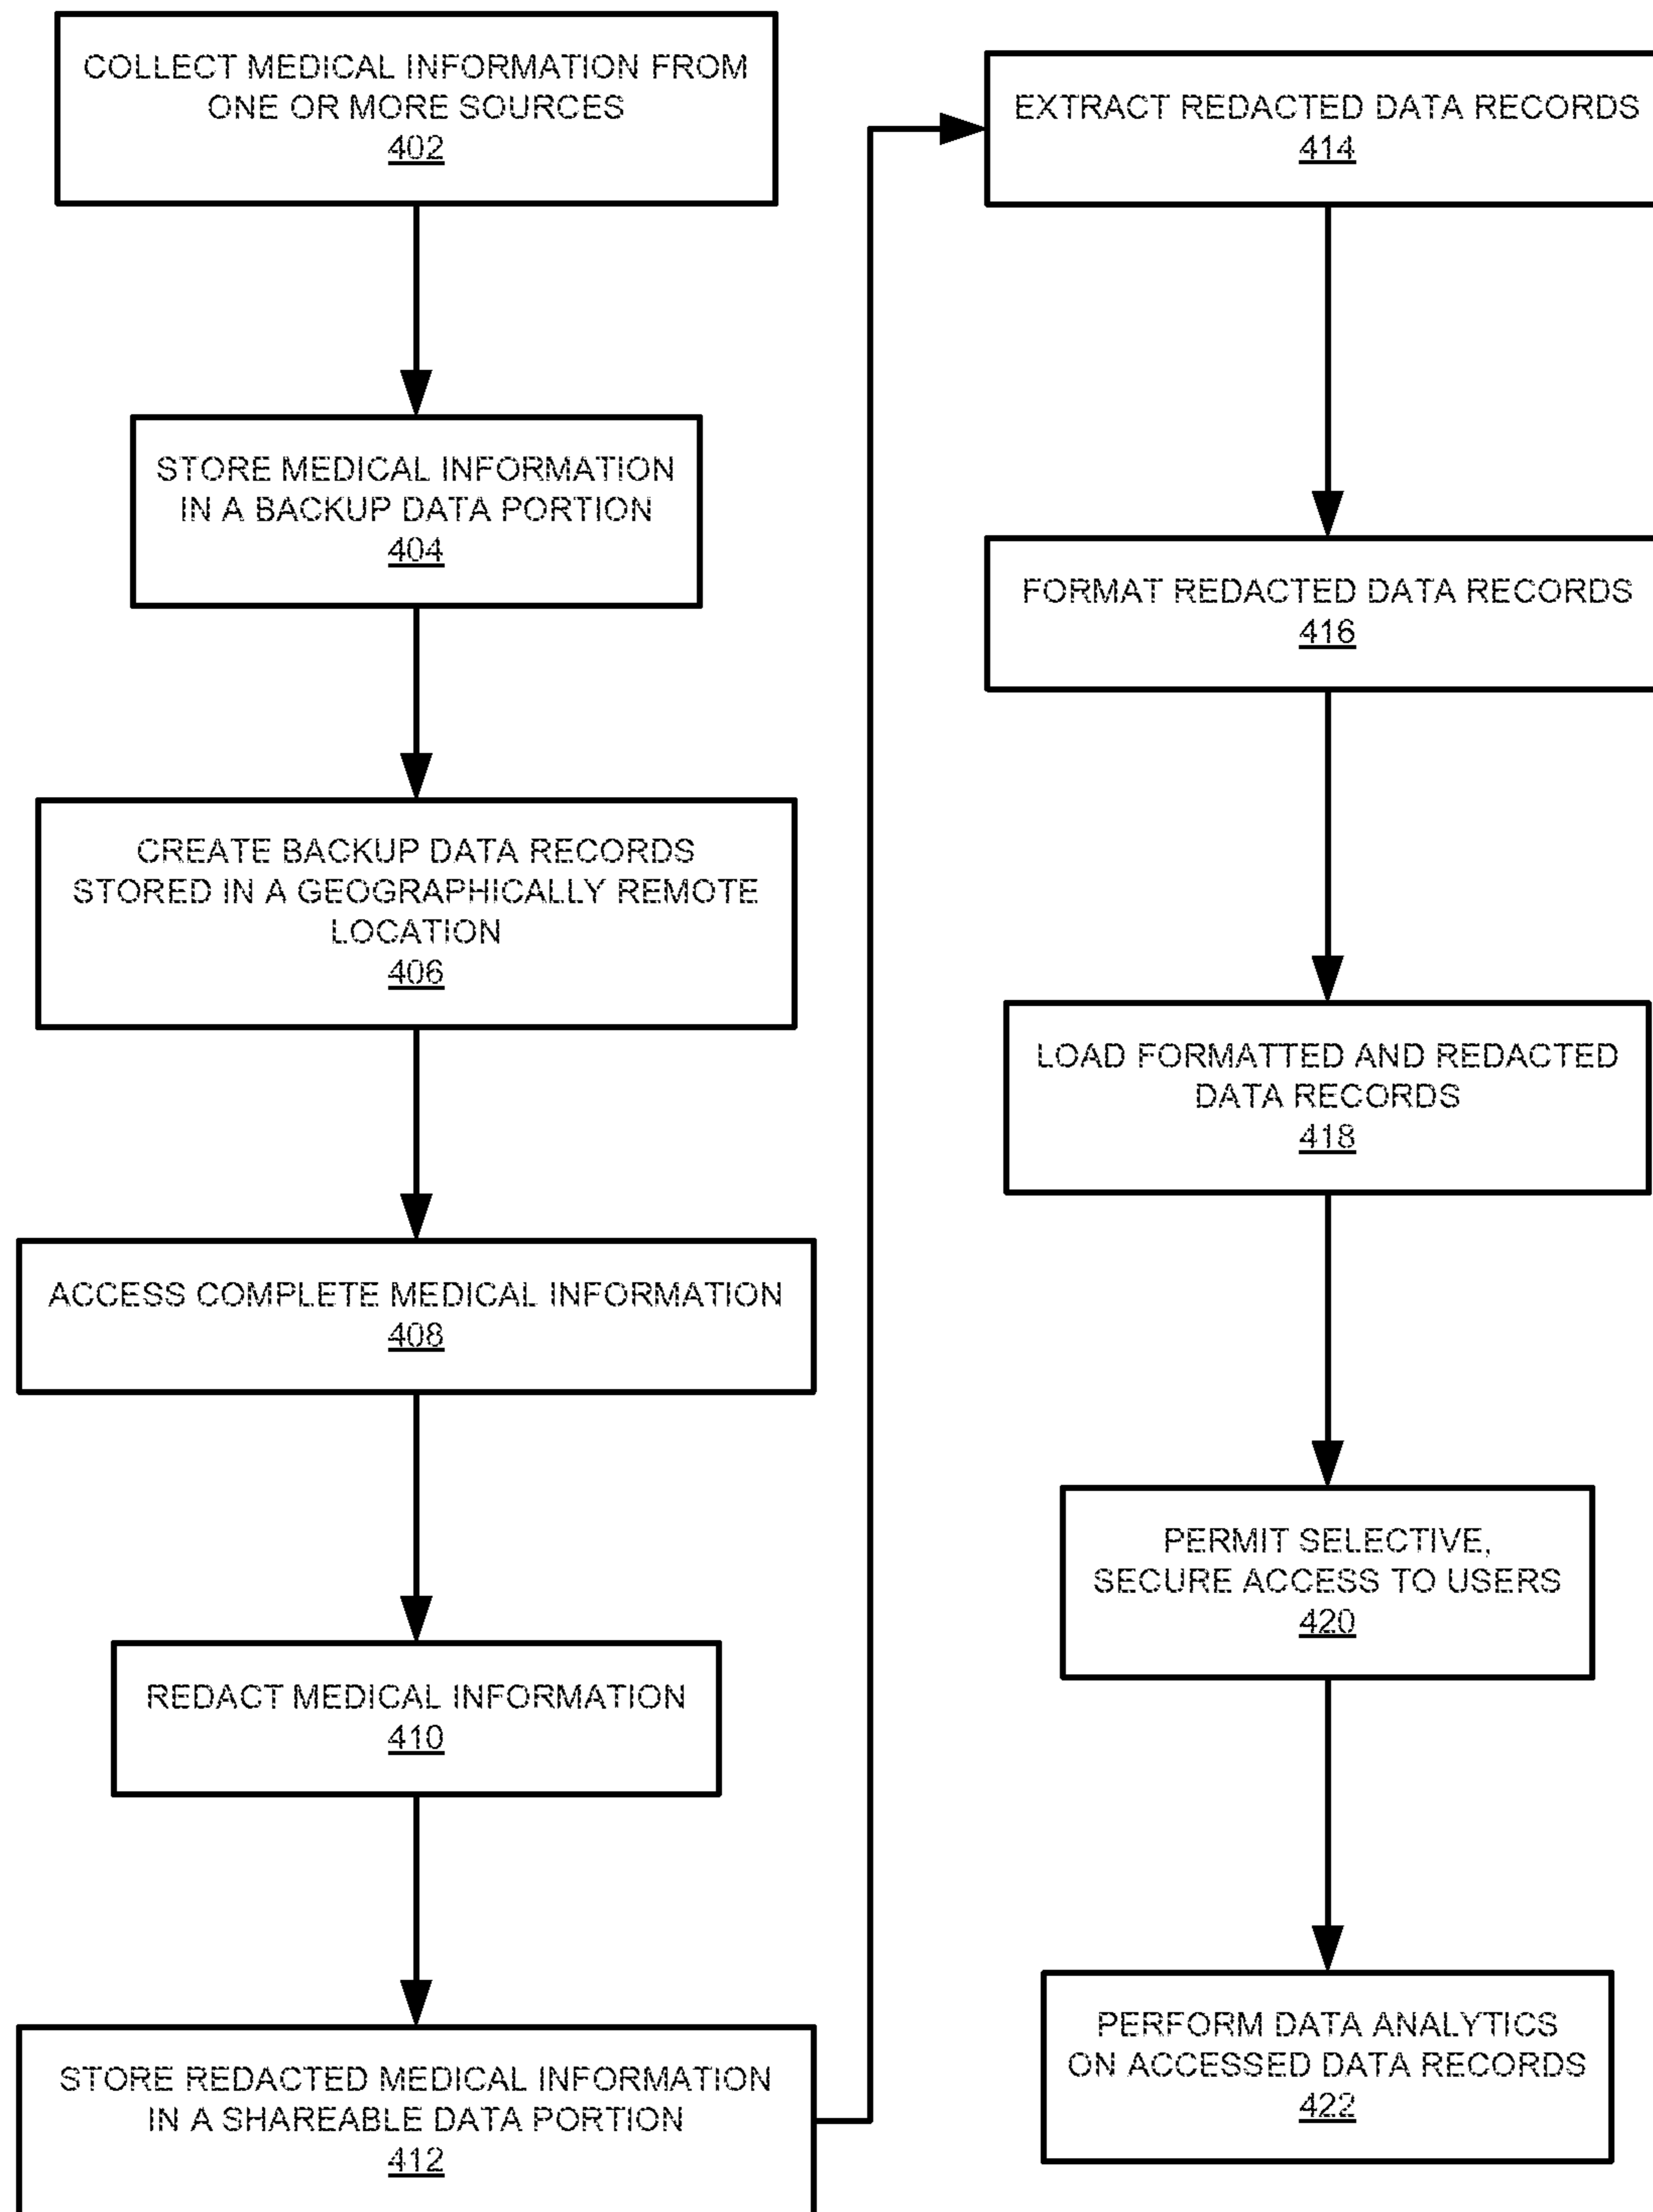 COLLECT MEDICAL INFORMATION FROM
ONE OR MORE SOURCES
402
STORE MEDICAL INFORMATION
IN A BACKUP DATA PORTION
404
CREATE BACKUP DATA RECORDS
STORED IN A GEOGRAPHICALLY REMOTE
LOCATION
406
ACCESS COMPLETE MEDICAL INFORMATION
408
REDACT MEDICAL INFORMATION
410
STORE REDACTED MEDICAL INFORMATION
IN A SHAREABLE DATA PORTION
412
EXTRACT REDACTED DATA RECORDS
414
FORMAT REDACTED DATA RECORDS
416
LOAD FORMATTED AND REDACTED
DATA RECORDS
418
PERMIT SELECTIVE,
SECURE ACCESS TO USERS
420
PERFORM DATA ANALYTICS
ON ACCESSED DATA RECORDS
422